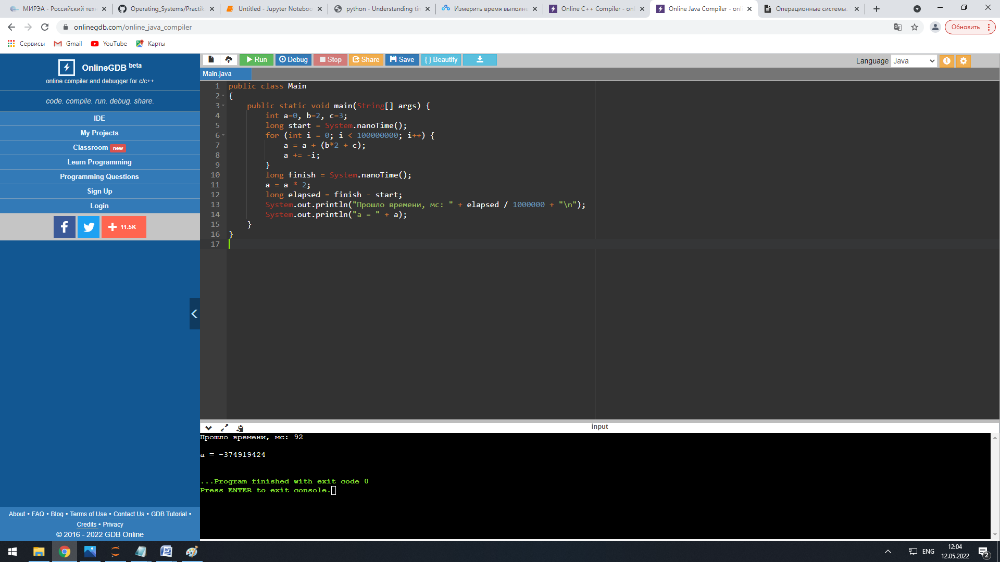 МИРЭА - Российский техн
Operating_Systems/Practik
Untitled - Jupyter Noteboo
python - Understanding tim
Измерить время выполне
Online C++ Compiler - onl
Online Java Compiler - onl
Операционные системы.
onlinegdb.com/online_java_compiler
Обновить
Сервисы
Gmail
YouTube
Карты
OnlineGDB beta
online compiler and debugger for c/c++
code. compile. run. debug. share.
IDE
My Projects
Classroom new
Learn Programming
Programming Questions
Sign Up
Login
11.5K
About • FAQ • Blog • Terms of Use • Contact Us • GDB Tutorial •
Credits • Privacy
© 2016 - 2022 GDB Online
Run
Debug
Stop
Share
Save
{ } Beautify
Language Java
Main.java
1 public class Main
2 {
3 public static void main(String[] args) {
4 int a=0, b=2, c=3;
5 long start = System.nanoTime();
6 for (int i = 0; i < 100000000; i++) {
7 a = a + (b*2 + c);
8 a += -i;
9 }
10 long finish = System.nanoTime();
11 a = a * 2;
12 long elapsed = finish - start;
13 System.out.println("Прошло времени, мс: " + elapsed / 1000000 + "\n");
14 System.out.println("a = " + a);
15 }
16 }
17
input
Прошло времени, мс: 92
a = -374919424
...Program finished with exit code 0
Press ENTER to exit console.
ENG
12:04
12.05.2022
2